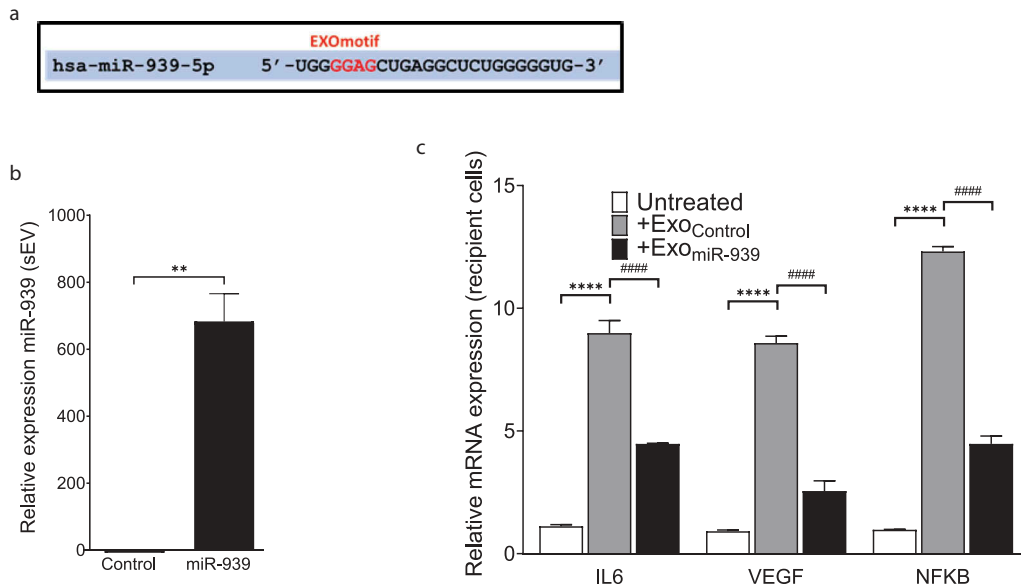 a
EXOmotif
hsa-miR-939-5p 5’-UGGGGAGCUGAGGCUCUGGGGGUG-3’
b
Relative expression miR-939 (sEV)
1000
800
600
400
200
0
**
Control miR-939
c
Relative mRNA expression (recipient cells)
15
10
5
0
Untreated
+ExoControl
+ExomiR-939
**** ####
**** ####
**** ####
IL6 VEGF NFKB